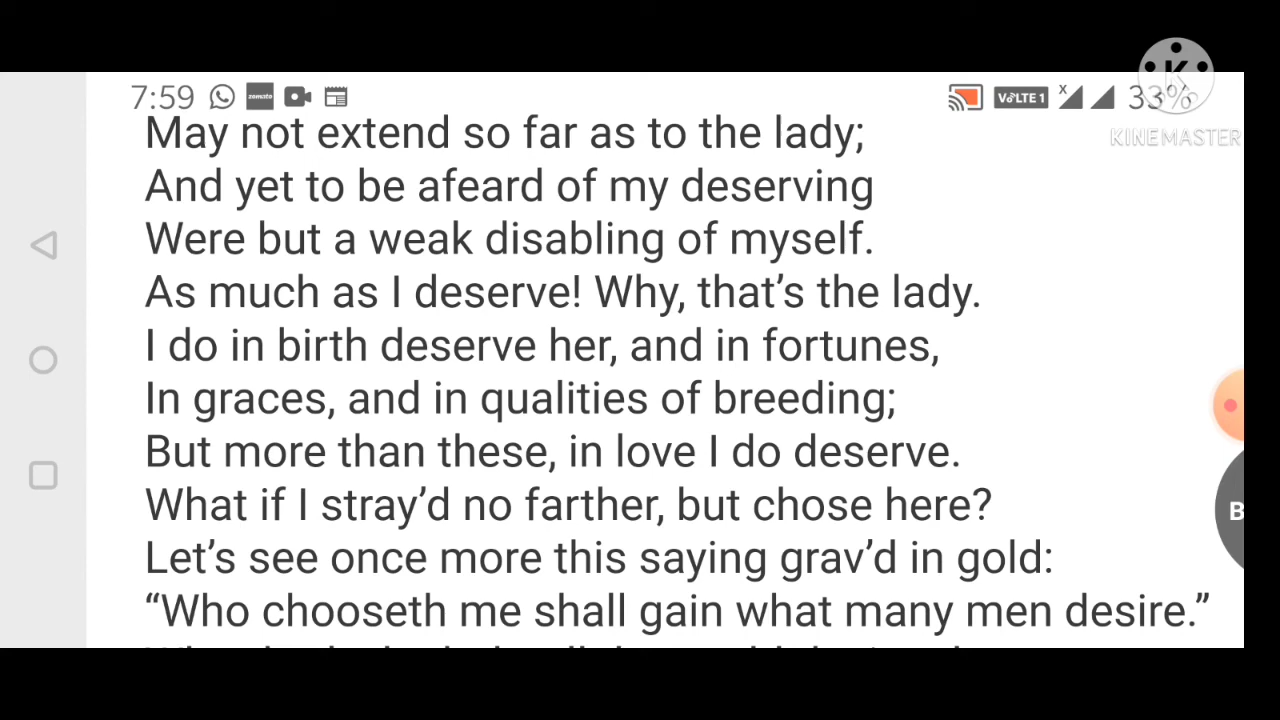 7:59 zomato VoLTE 1 X 33%
K
KINEMASTER
May not extend so far as to the lady;
And yet to be afeard of my deserving
Were but a weak disabling of myself.
As much as I deserve! Why, that’s the lady.
I do in birth deserve her, and in fortunes,
In graces, and in qualities of breeding;
But more than these, in love I do deserve.
What if I stray’d no farther, but chose here?
B
Let’s see once more this saying grav’d in gold:
“Who chooseth me shall gain what many men desire.”